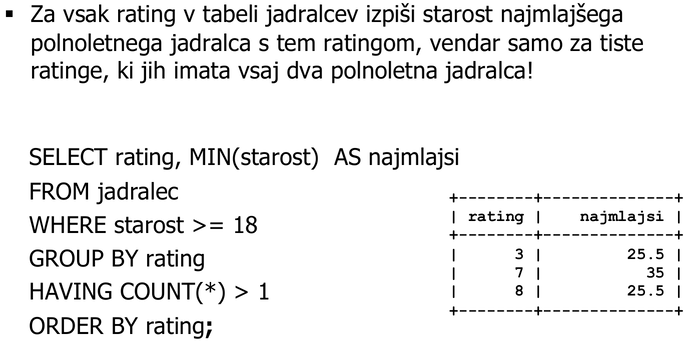 ▪ Za vsak rating v tabeli jadralcev izpiši starost najmlajšega
polnoletnega jadralca s tem ratingom, vendar samo za tiste
ratinge, ki jih imata vsaj dva polnoletna jadralca!
SELECT rating, MIN(starost) AS najmlajsi
FROM jadralec
WHERE starost >= 18
GROUP BY rating
HAVING COUNT(*) > 1
ORDER BY rating;
+--------+--------------+
| rating | najmlajsi |
+--------+--------------+
| 3 | 25.5 |
| 7 | 35 |
| 8 | 25.5 |
+--------+--------------+